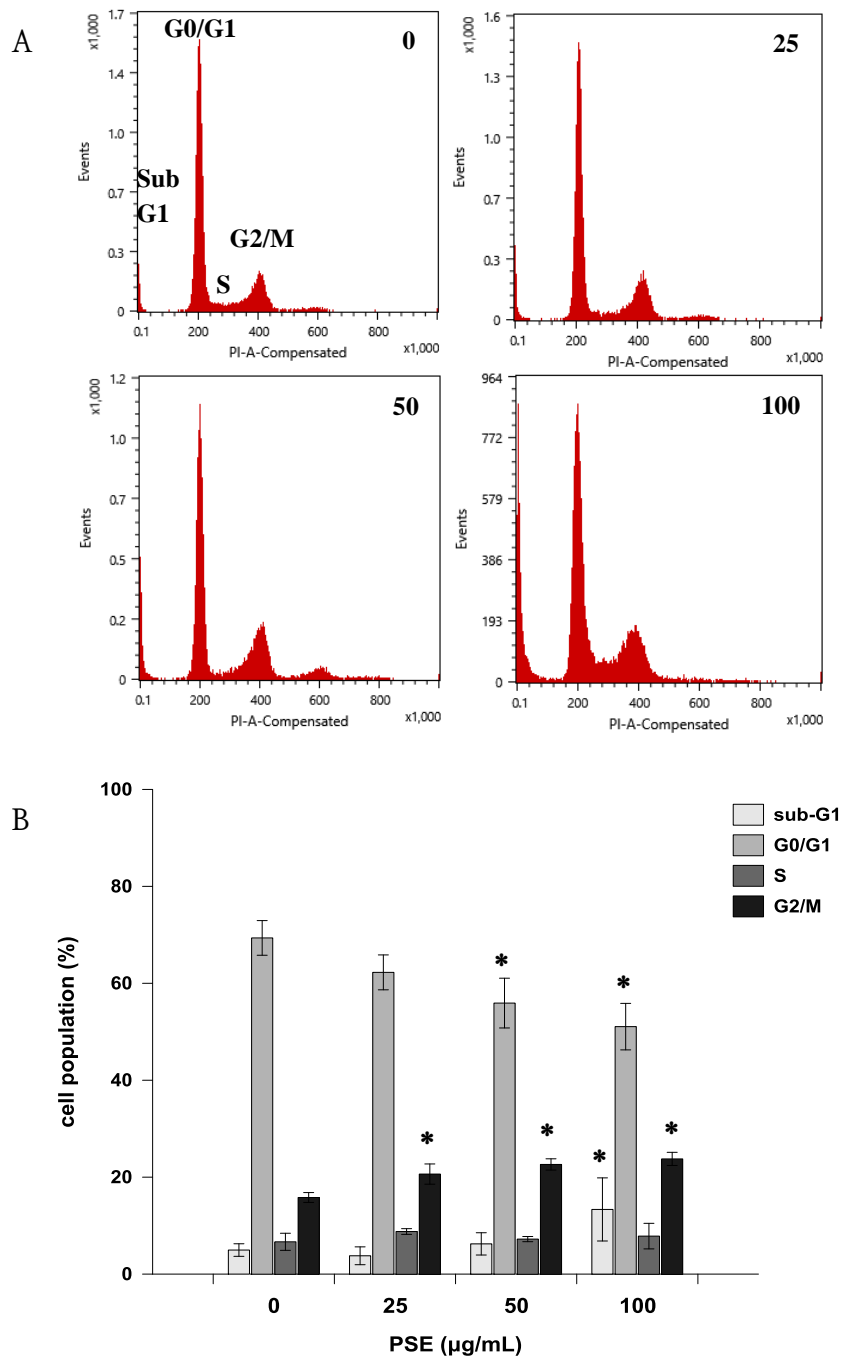 A
x1,000
1.7
1.4
1.0
0.7
0.3
0
Events
G0/G1
0
Sub
G1
G2/M
S
0.1 200 400 600 800
PI-A-Compensated
x1,000
x1,000
1.6
1.3
1.0
0.7
0.3
0
Events
25
0.1 200 400 600 800
PI-A-Compensated
x1,000
x1,000
1.2
1.0
0.7
0.5
0.2
0
Events
50
0.1 200 400 600 800
PI-A-Compensated
x1,000
964
772
579
386
193
0
Events
100
0.1 200 400 600 800
PI-A-Compensated
x1,000
B
100
80
60
40
20
0
cell population (%)
sub-G1
G0/G1
S
G2/M
* *
* * * *
0 25 50 100
PSE (µg/mL)